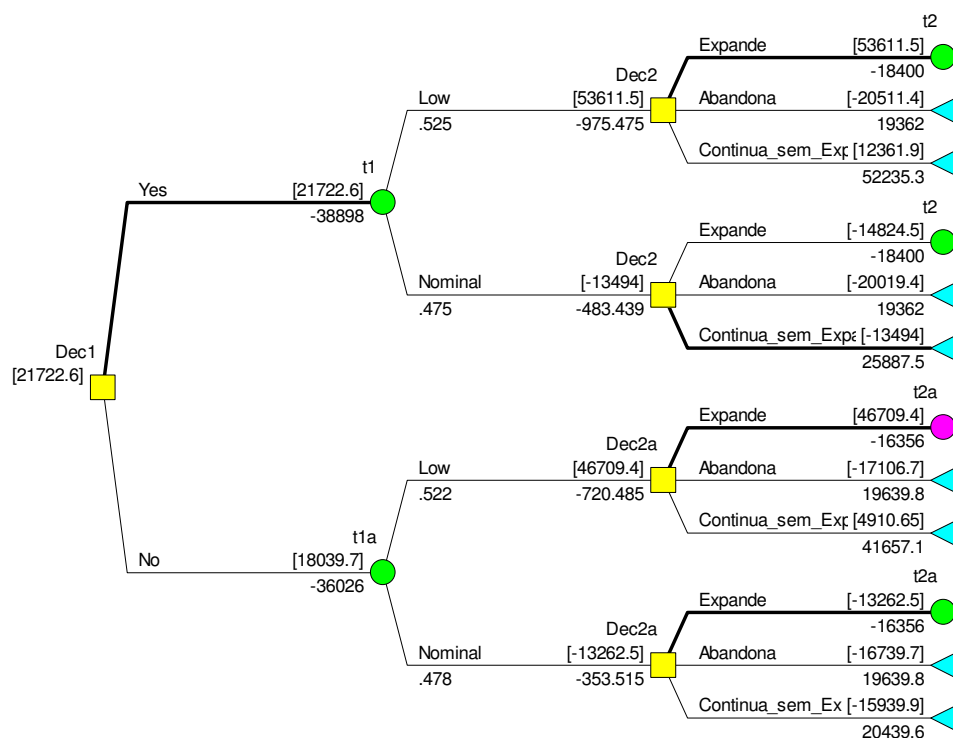 t2
Expande [53611.5]
-18400
Dec2
Low [53611.5] Abandona [-20511.4]
.525 -975.475 19362
Continua_sem_Exp [12361.9]
52235.3
t1
Yes [21722.6]
-38898
t2
Expande [-14824.5]
-18400
Dec2
Nominal [-13494] Abandona [-20019.4]
.475 -483.439 19362
Continua_sem_Expa [-13494]
25887.5
Dec1
[21722.6]
t2a
Expande [46709.4]
-16356
Dec2a
Low [46709.4] Abandona [-17106.7]
.522 -720.485 19639.8
Continua_sem_Exp [4910.65]
41657.1
t1a
No [18039.7]
-36026
t2a
Expande [-13262.5]
-16356
Dec2a
Nominal [-13262.5] Abandona [-16739.7]
.478 -353.515 19639.8
Continua_sem_Ex [-15939.9]
20439.6